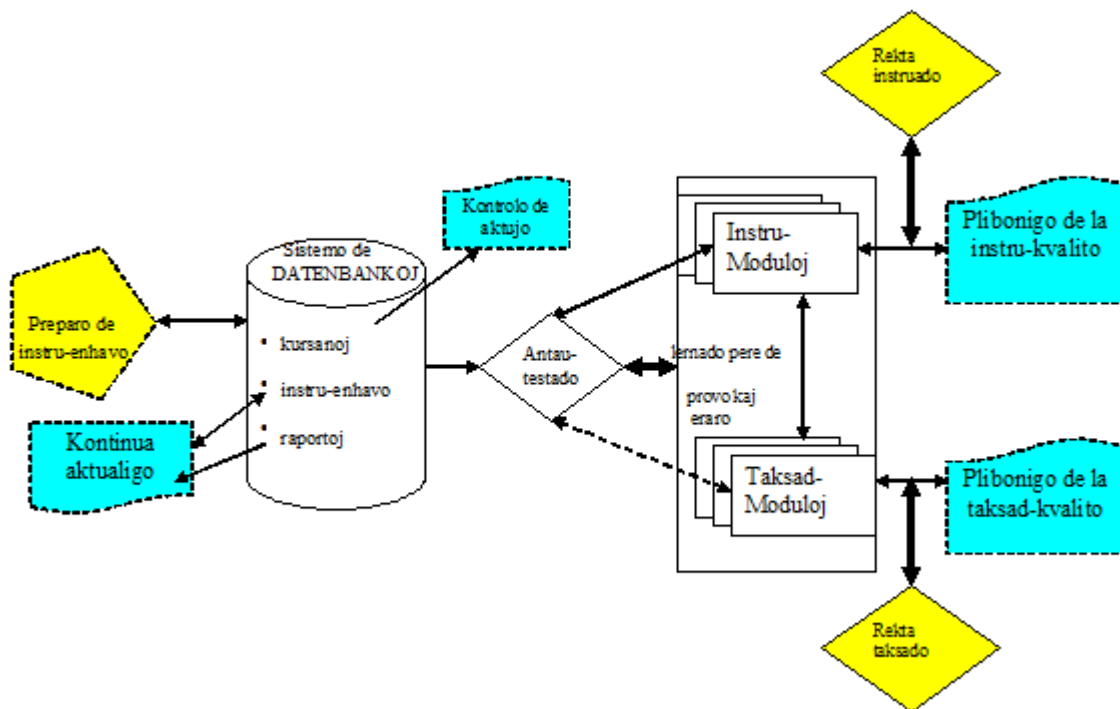 Rekta
instruado
Kontrolo de
aktujo
Plibonigo de la
instru-kvalito
Instru-
Moduloj
Sistemo de
DATENBANKOJ
Preparo de
instru-enhavo
• kursanoj
• instru-enhavo
• raportoj
Antau-
testado
lernado pere de
provo kaj
eraro
Kontinua
aktualigo
Taksad-
Moduloj
Plibonigo de la
taksad-kvalito
Rekta
taksado